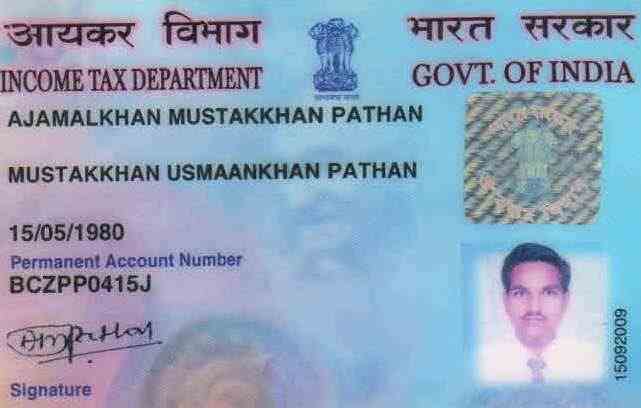 आयकर विभाग
भारत सरकार
INCOME TAX DEPARTMENT
GOVT. OF INDIA
AJAMALKHAN MUSTAKKHAN PATHAN
MUSTAKKHAN USMAANKHAN PATHAN
15/05/1980
Permanent Account Number
BCZPP0415J
Signature
15092009